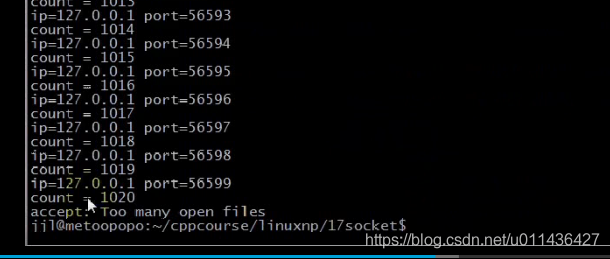 count = 1013
ip=127.0.0.1 port=56593
count = 1014
ip=127.0.0.1 port=56594
count = 1015
ip=127.0.0.1 port=56595
count = 1016
ip=127.0.0.1 port=56596
count = 1017
ip=127.0.0.1 port=56597
count = 1018
ip=127.0.0.1 port=56598
count = 1019
ip=127.0.0.1 port=56599
count = 1020
accept: Too many open files
jjl@metoopopo:~/cppcourse/linuxnp/17socket$
https://blog.csdn.net/u011436427